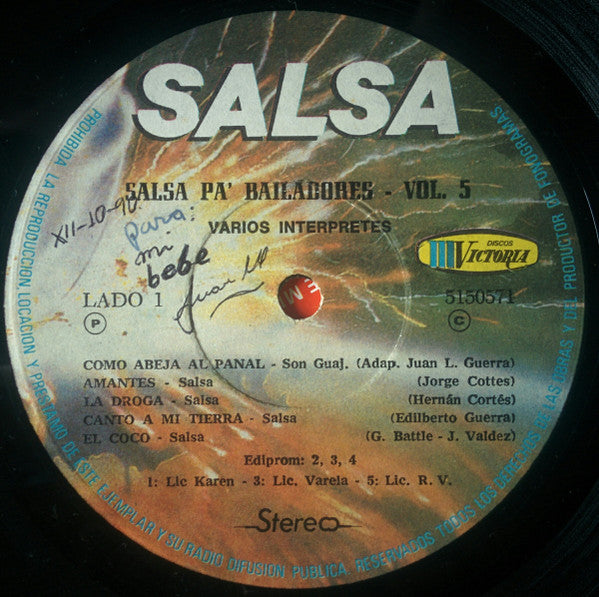 SALSA
SALSA PA' BAILADORES - VOL. 5
VARIOS INTERPRETES
XII-10-90
para:
mi
bebe
Juan M
DISCOS
VICTORIA
LADO 1
5150571
P
C
COMO ABEJA AL PANAL - Son Guaj. (Adap. Juan L. Guerra)
AMANTES - Salsa (Jorge Cottes)
LA DROGA - Salsa (Hernán Cortés)
CANTO A MI TIERRA - Salsa (Edilberto Guerra)
EL COCO - Salsa (G. Battle - J. Valdez)
Ediprom: 2, 3, 4
1: Lic Karen - 3: Lic. Varela - 5: Lic. R. V.
Stereo
PROHIBIDA LA REPRODUCCION LOCACION Y PRESTAMO DE ESTE EJEMPLAR Y SU RADIO DIFUSION PUBLICA. RESERVADOS TODOS LOS DERECHOS DE LAS OBRAS Y DEL PRODUCTOR DE FONOGRAMAS